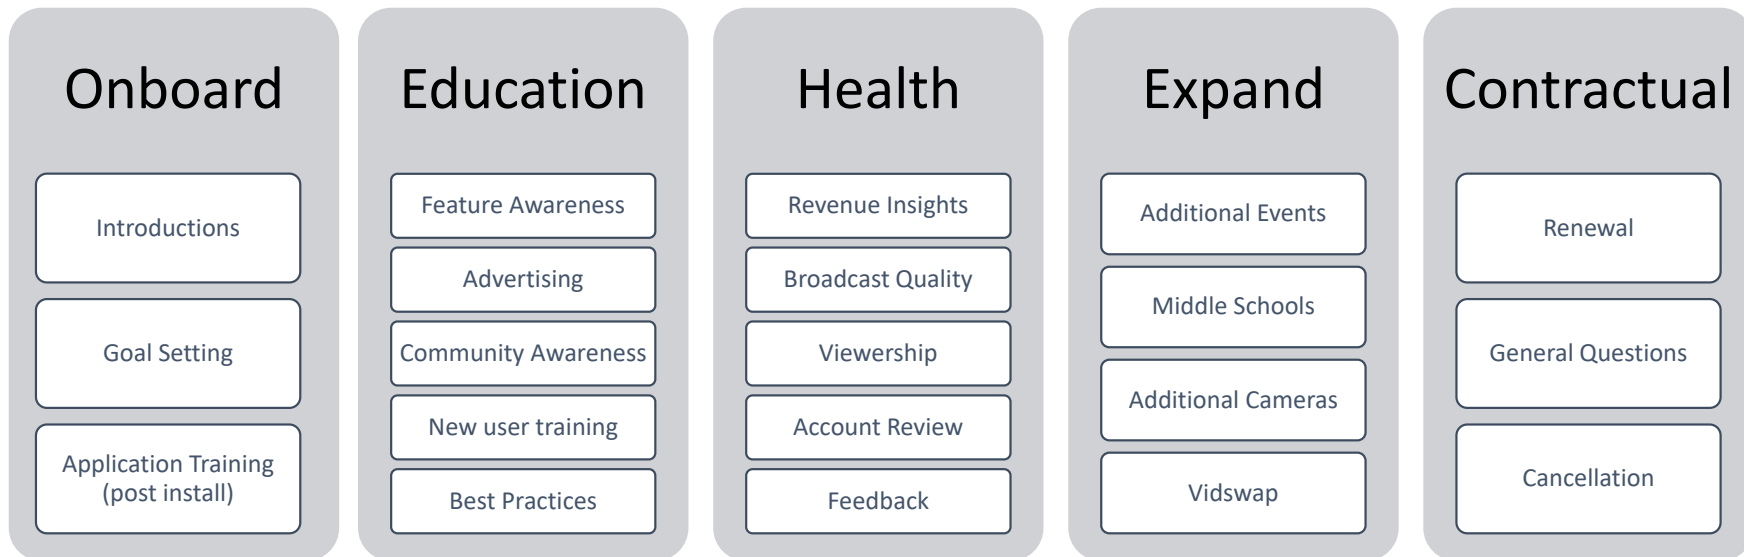 Onboard
Introductions
Goal Setting
Application Training
(post install)
Education
Feature Awareness
Advertising
Community Awareness
New user training
Best Practices
Health
Revenue Insights
Broadcast Quality
Viewership
Account Review
Feedback
Expand
Additional Events
Middle Schools
Additional Cameras
Vidswap
Contractual
Renewal
General Questions
Cancellation